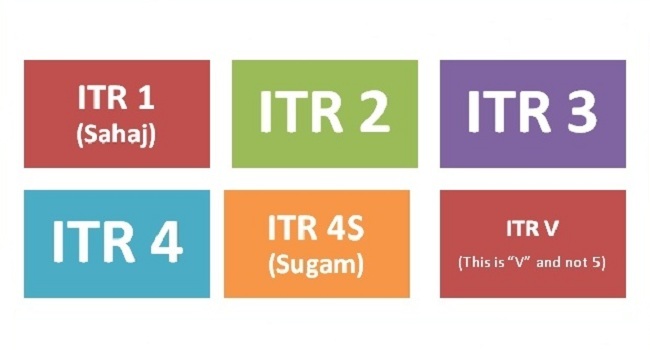 ITR 1
(Sahaj)
ITR 2
ITR 3
ITR 4
ITR 4S
(Sugam)
ITR V
(This is “V” and not 5)